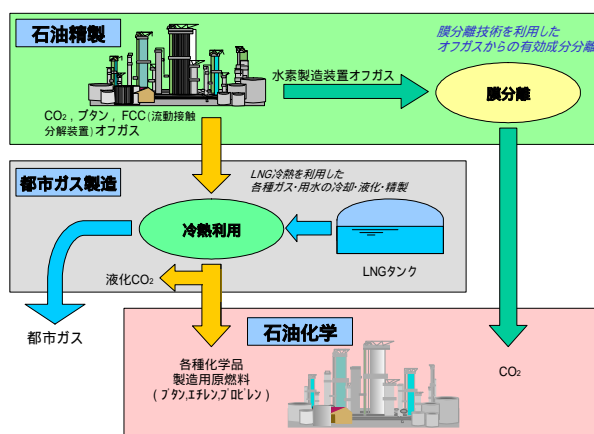 石油精製
膜分離技術を利用した
オフガスからの有効成分分離
水素製造装置オフガス
膜分離
CO₂ , ブタン , FCC(流動接触
分解装置)オフガス
都市ガス製造
LNG冷熱を利用した
各種ガス・用水の冷却・液化・精製
冷熱利用
LNGタンク
液化CO₂
都市ガス
石油化学
各種化学品
製造用原燃料
( ブタン,エチレン,プロピレン )
CO₂